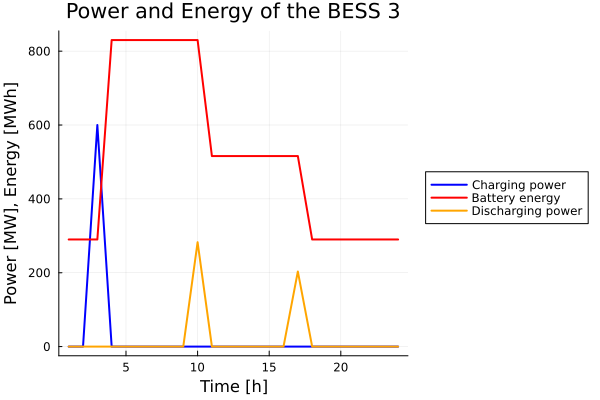 Power and Energy of the BESS 3
Power [MW], Energy [MWh]
800
600
400
200
0
5 10 15 20
Time [h]
Charging power
Battery energy
Discharging power